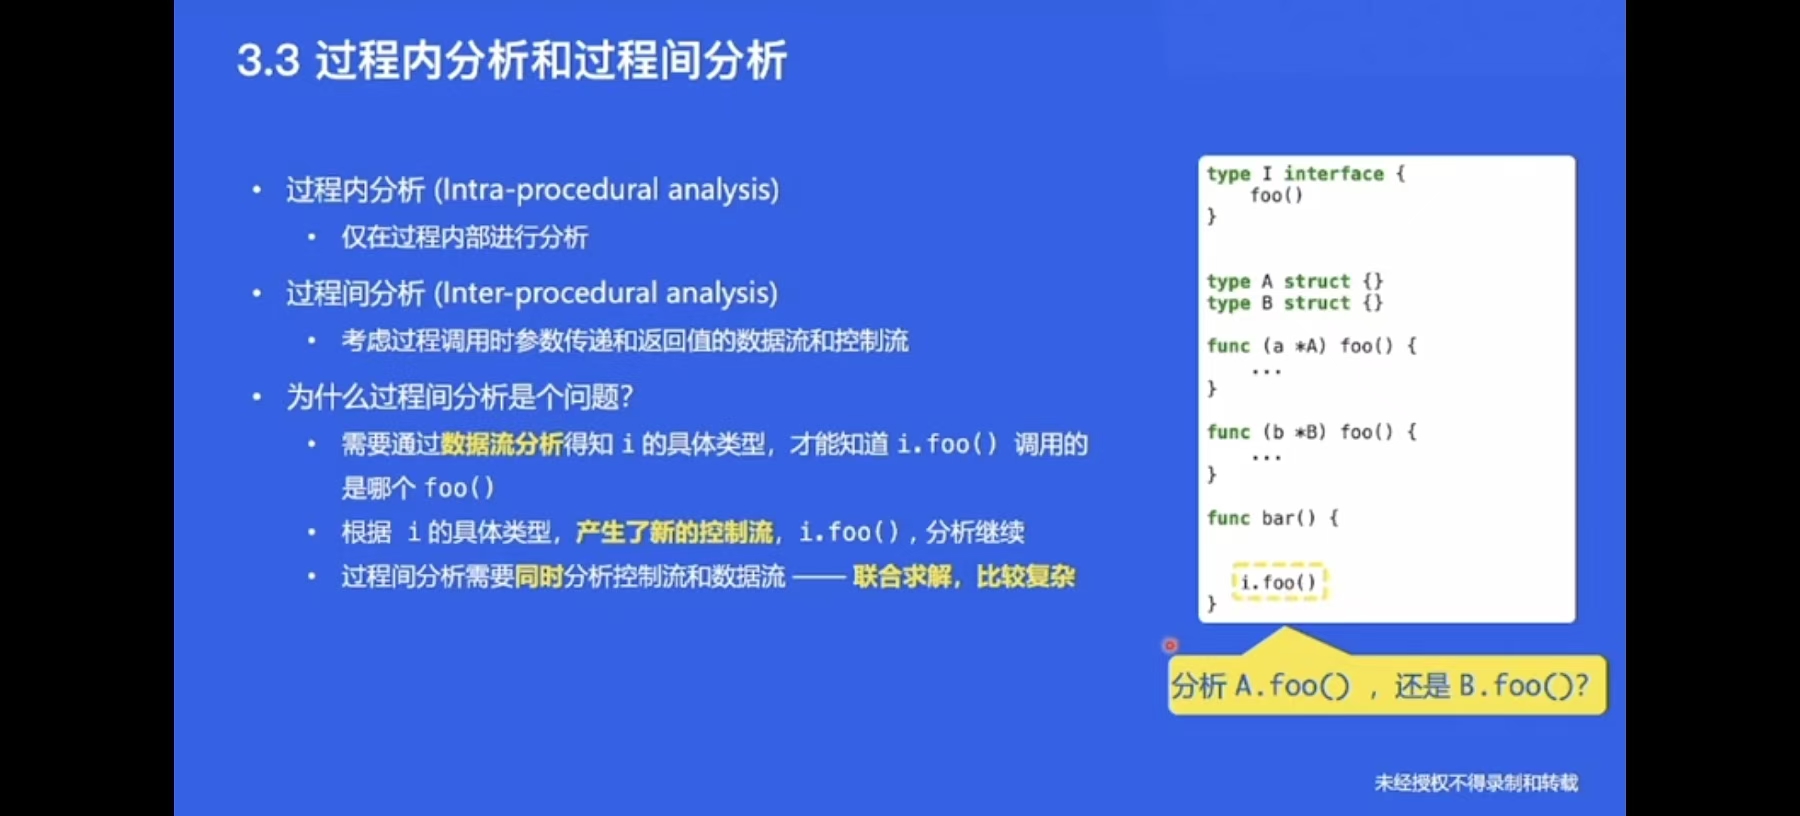 3.3 过程内分析和过程间分析
• 过程内分析 (Intra-procedural analysis)
• 仅在过程内部进行分析
• 过程间分析 (Inter-procedural analysis)
• 考虑过程调用时参数传递和返回值的数据流和控制流
• 为什么过程间分析是个问题？
• 需要通过数据流分析得知 i 的具体类型，才能知道 i.foo() 调用的
是哪个 foo()
• 根据 i 的具体类型，产生了新的控制流，i.foo()，分析继续
• 过程间分析需要同时分析控制流和数据流 —— 联合求解，比较复杂
type I interface {
foo()
}
type A struct {}
type B struct {}
func (a *A) foo() {
...
}
func (b *B) foo() {
...
}
func bar() {
i.foo()
}
分析 A.foo() ，还是 B.foo()?
未经授权不得录制和转载